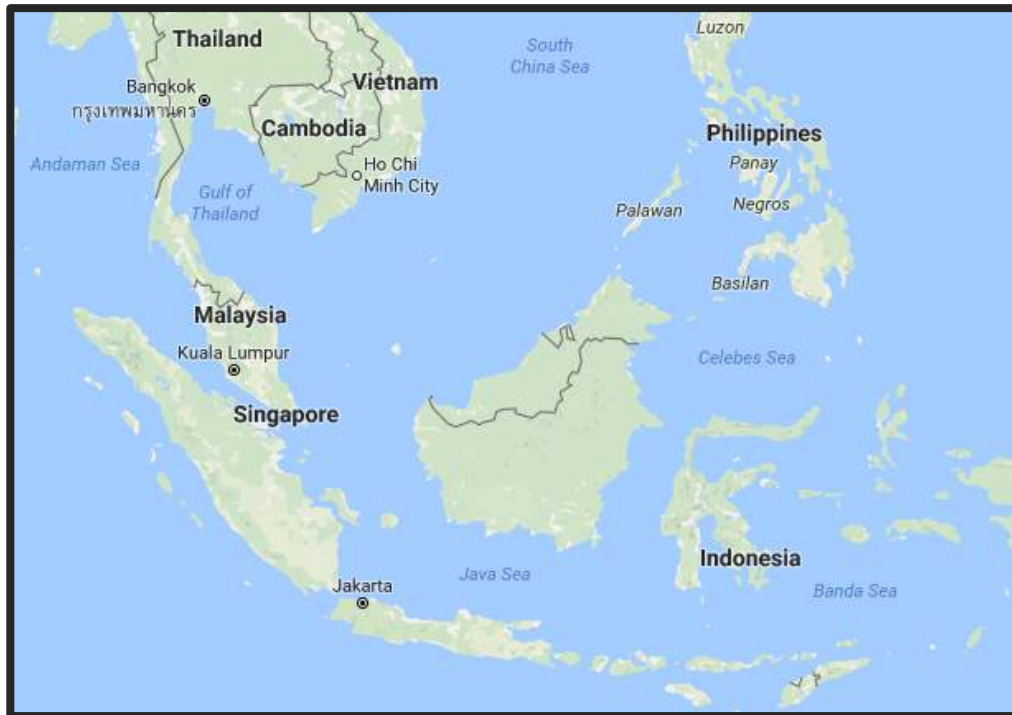 Luzon
Thailand
South
China Sea
Vietnam
Bangkok
กรุงเทพมหานคร
Cambodia
Philippines
Andaman Sea
Ho Chi
Minh City
Panay
Gulf of
Thailand
Palawan
Negros
Basilan
Malaysia
Kuala Lumpur
Celebes Sea
Singapore
Indonesia
Java Sea
Jakarta
Banda Sea